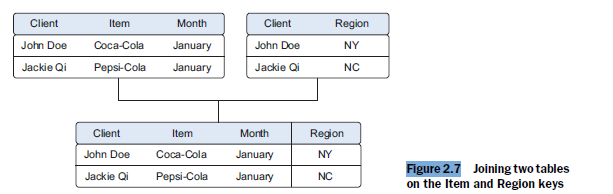 Client Item Month
John Doe Coca-Cola January
Jackie Qi Pepsi-Cola January
Client Region
John Doe NY
Jackie Qi NC
Client Item Month Region
John Doe Coca-Cola January NY
Jackie Qi Pepsi-Cola January NC
Figure 2.7 Joining two tables
on the Item and Region keys